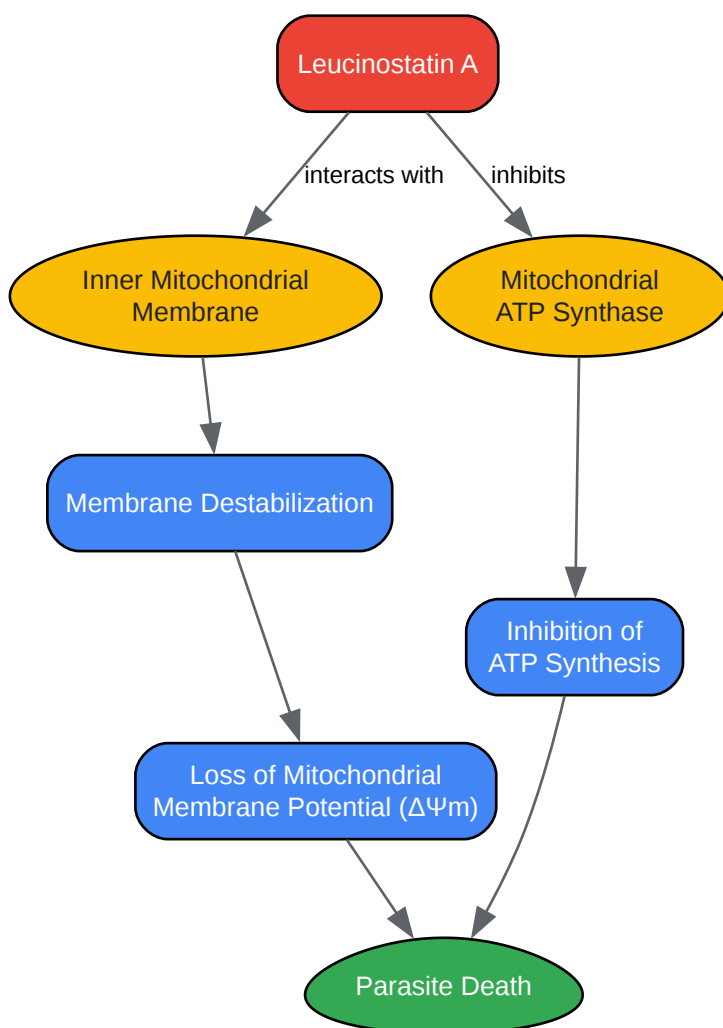 Leucinostatin A
interacts with
inhibits
Inner Mitochondrial
Membrane
Mitochondrial
ATP Synthase
Membrane Destabilization
Inhibition of
ATP Synthesis
Loss of Mitochondrial
Membrane Potential (ΔΨm)
Parasite Death